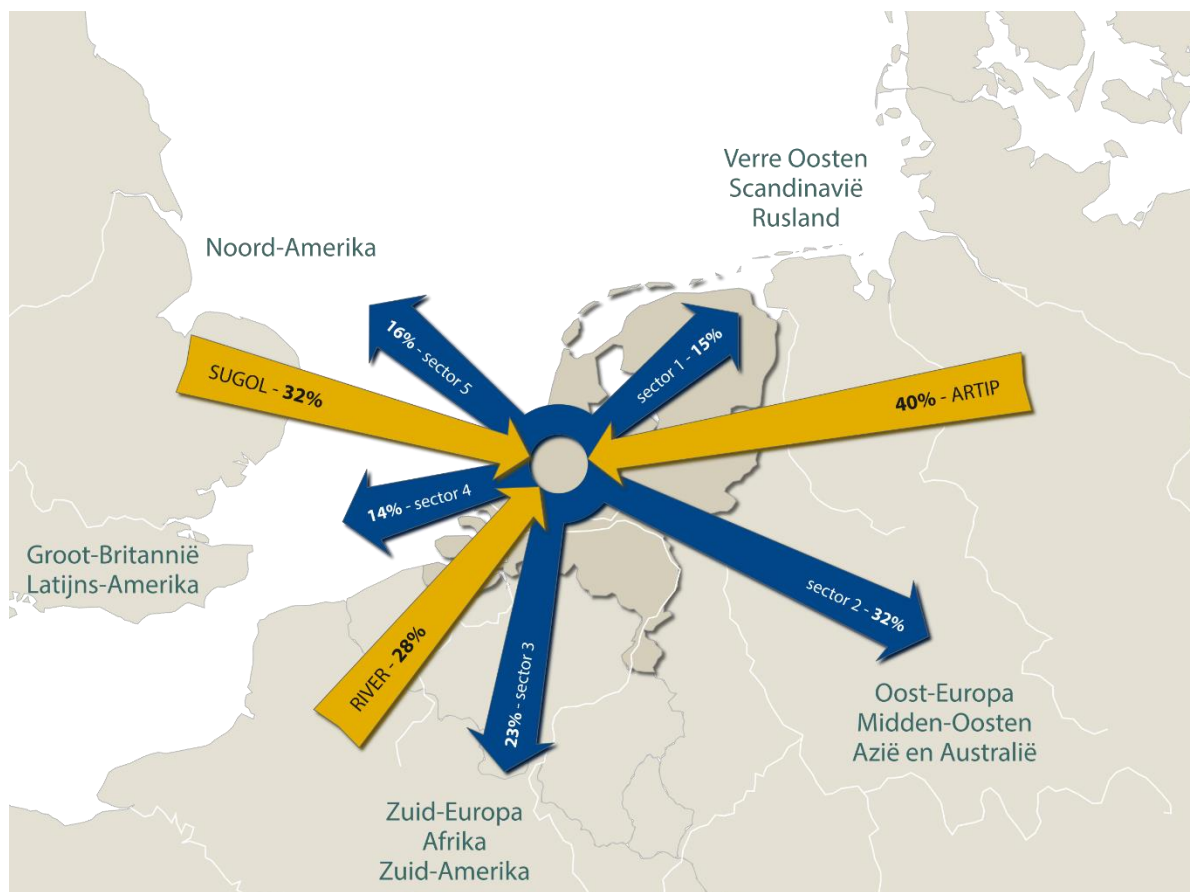 Verre Oosten
Scandinavië
Rusland
Noord-Amerika
16% - sector 5
sector 1 - 15%
SUGOL - 32%
40% - ARTIP
14% - sector 4
Groot-Britannië
Latijns-Amerika
sector 2 - 32%
RIVER - 28%
23% - sector 3
Oost-Europa
Midden-Oosten
Azië en Australië
Zuid-Europa
Afrika
Zuid-Amerika